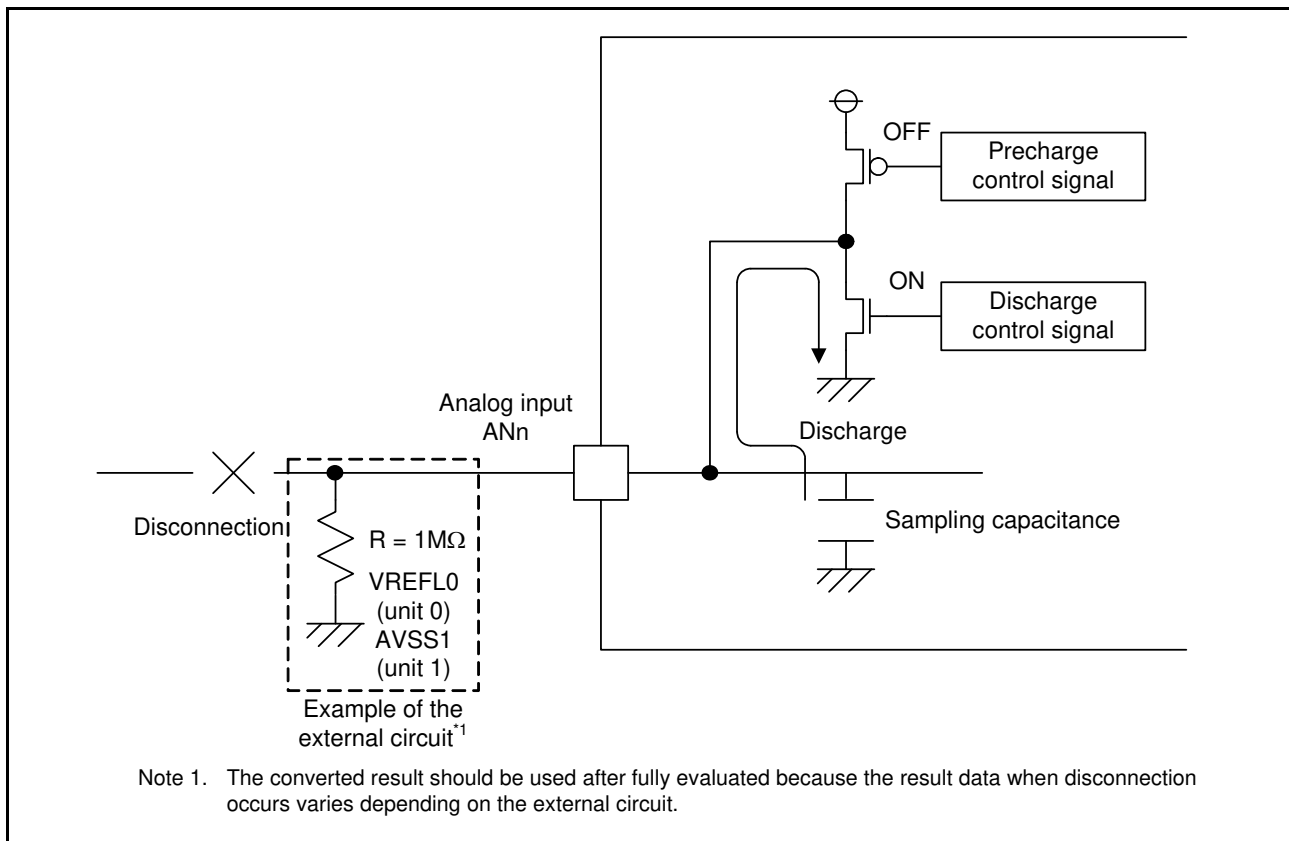 OFF
Precharge
control signal
ON
Discharge
control signal
Analog input
ANn
Discharge
Disconnection
R = 1MΩ
Sampling capacitance
VREFL0
(unit 0)
AVSS1
(unit 1)
Example of the
external circuit*1
Note 1. The converted result should be used after fully evaluated because the result data when disconnection
occurs varies depending on the external circuit.